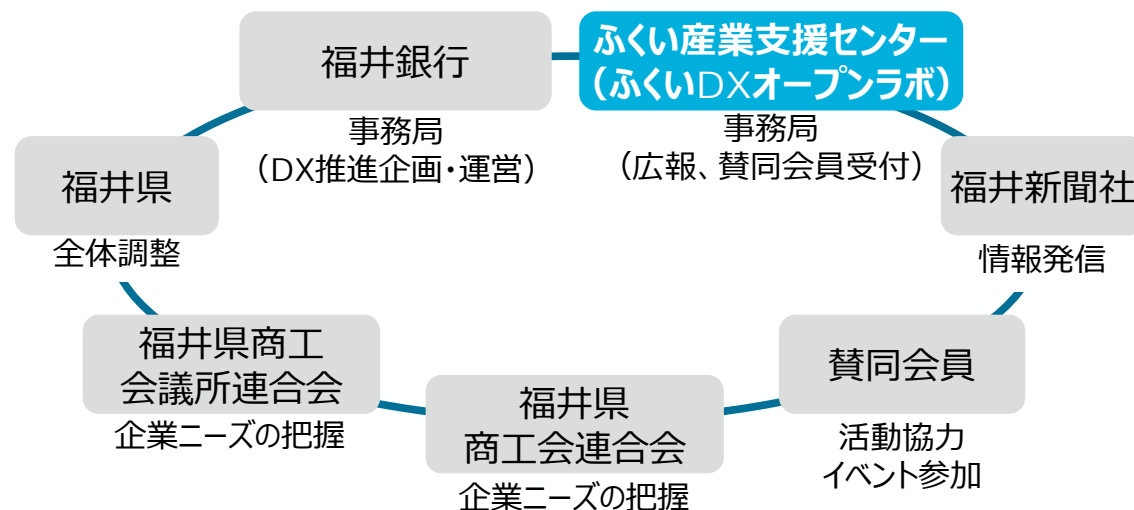 福井銀行
事務局
（DX推進企画・運営）
ふくい産業支援センター
（ふくいDXオープンラボ）
事務局
（広報、賛同会員受付）
福井県
全体調整
福井新聞社
情報発信
福井県商工
会議所連合会
企業ニーズの把握
福井県
商工会連合会
企業ニーズの把握
賛同会員
活動協力
イベント参加